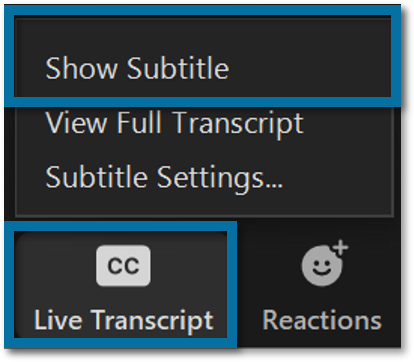 Show Subtitle
View Full Transcript
Subtitle Settings...
CC
Live Transcript
Reactions